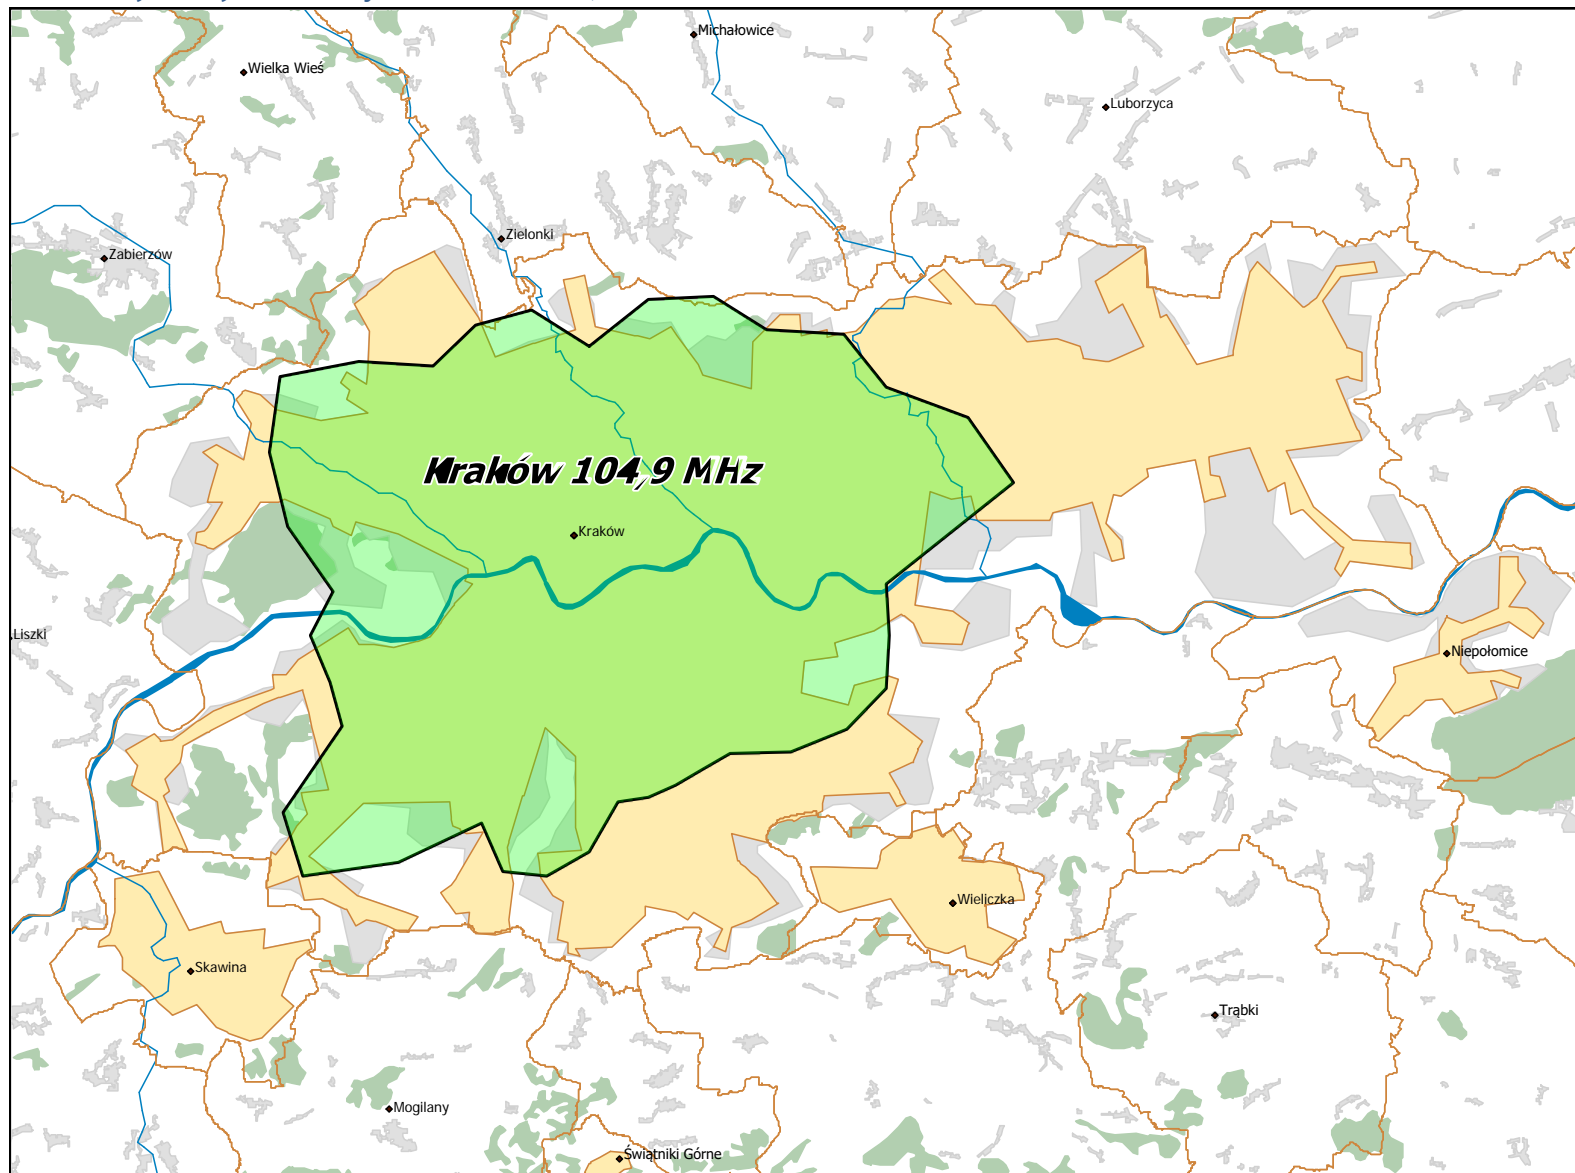 Michałowice
Wielka Wieś
Luborzyca
Zielonki
Zabierzów
Kraków 104,9 MHz
Kraków
Liszki
Niepołomice
Wieliczka
Skawina
Trąbki
Mogilany
Świątniki Górne